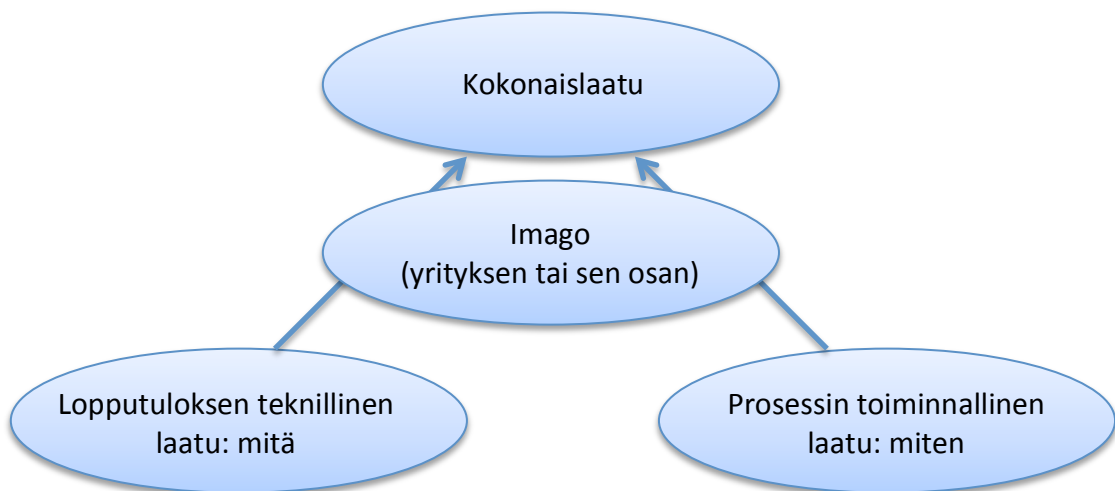 Kokonaislaatu
Imago
(yrityksen tai sen osan)
Lopputuloksen teknillinen
laatu: mitä
Prosessin toiminnallinen
laatu: miten